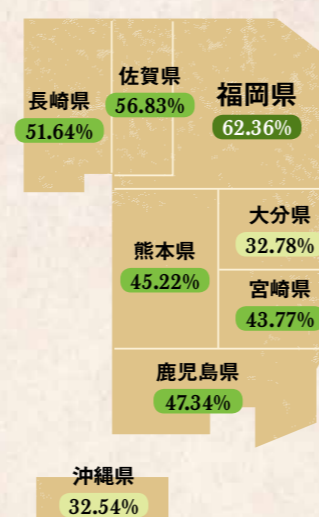 長崎県
51.64%
佐賀県
56.83%
福岡県
62.36%
大分県
32.78%
熊本県
45.22%
宮崎県
43.77%
鹿児島県
47.34%
沖縄県
32.54%